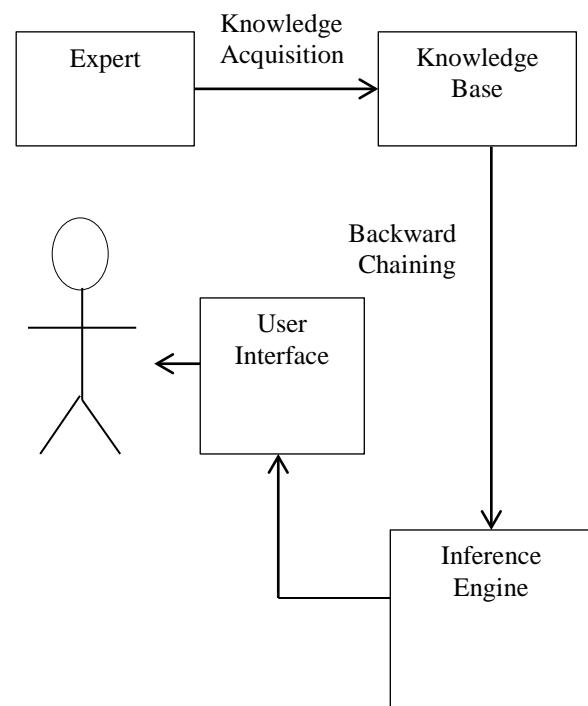 Expert
Knowledge
Acquisition
Knowledge
Base
Backward
Chaining
User
Interface
Inference
Engine